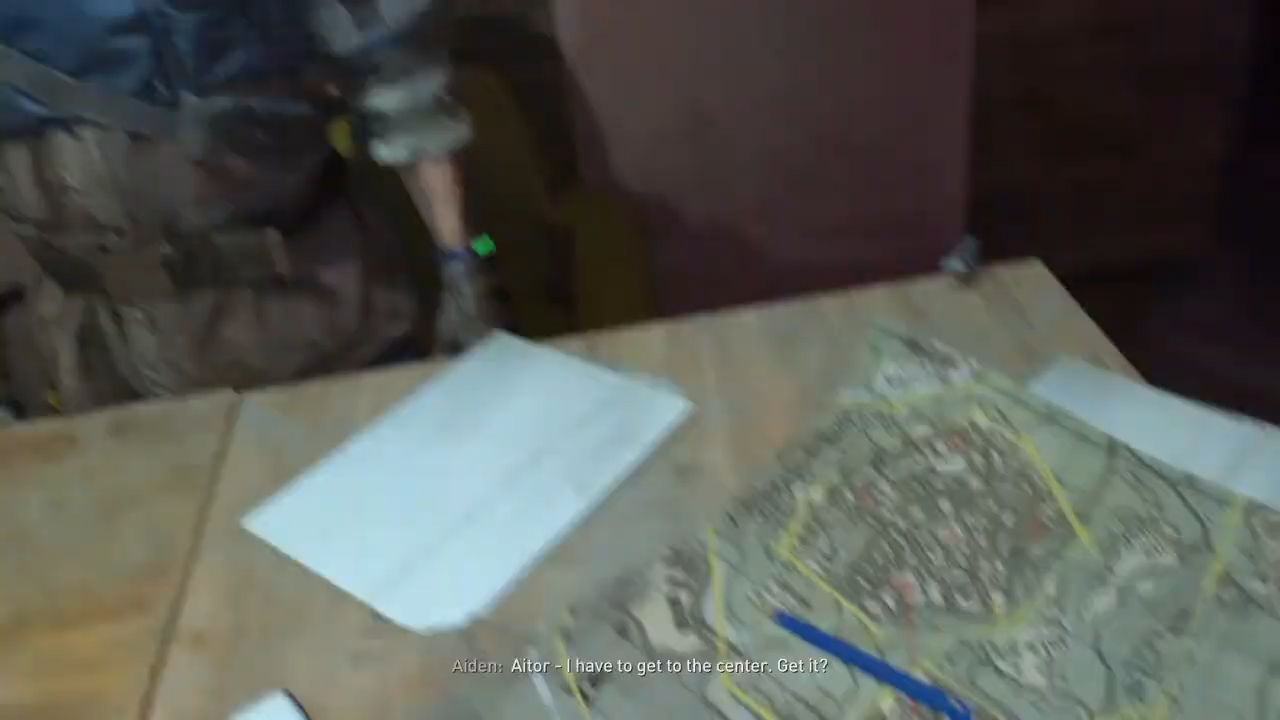 Aiden: Aitor - I have to get to the center. Get it?